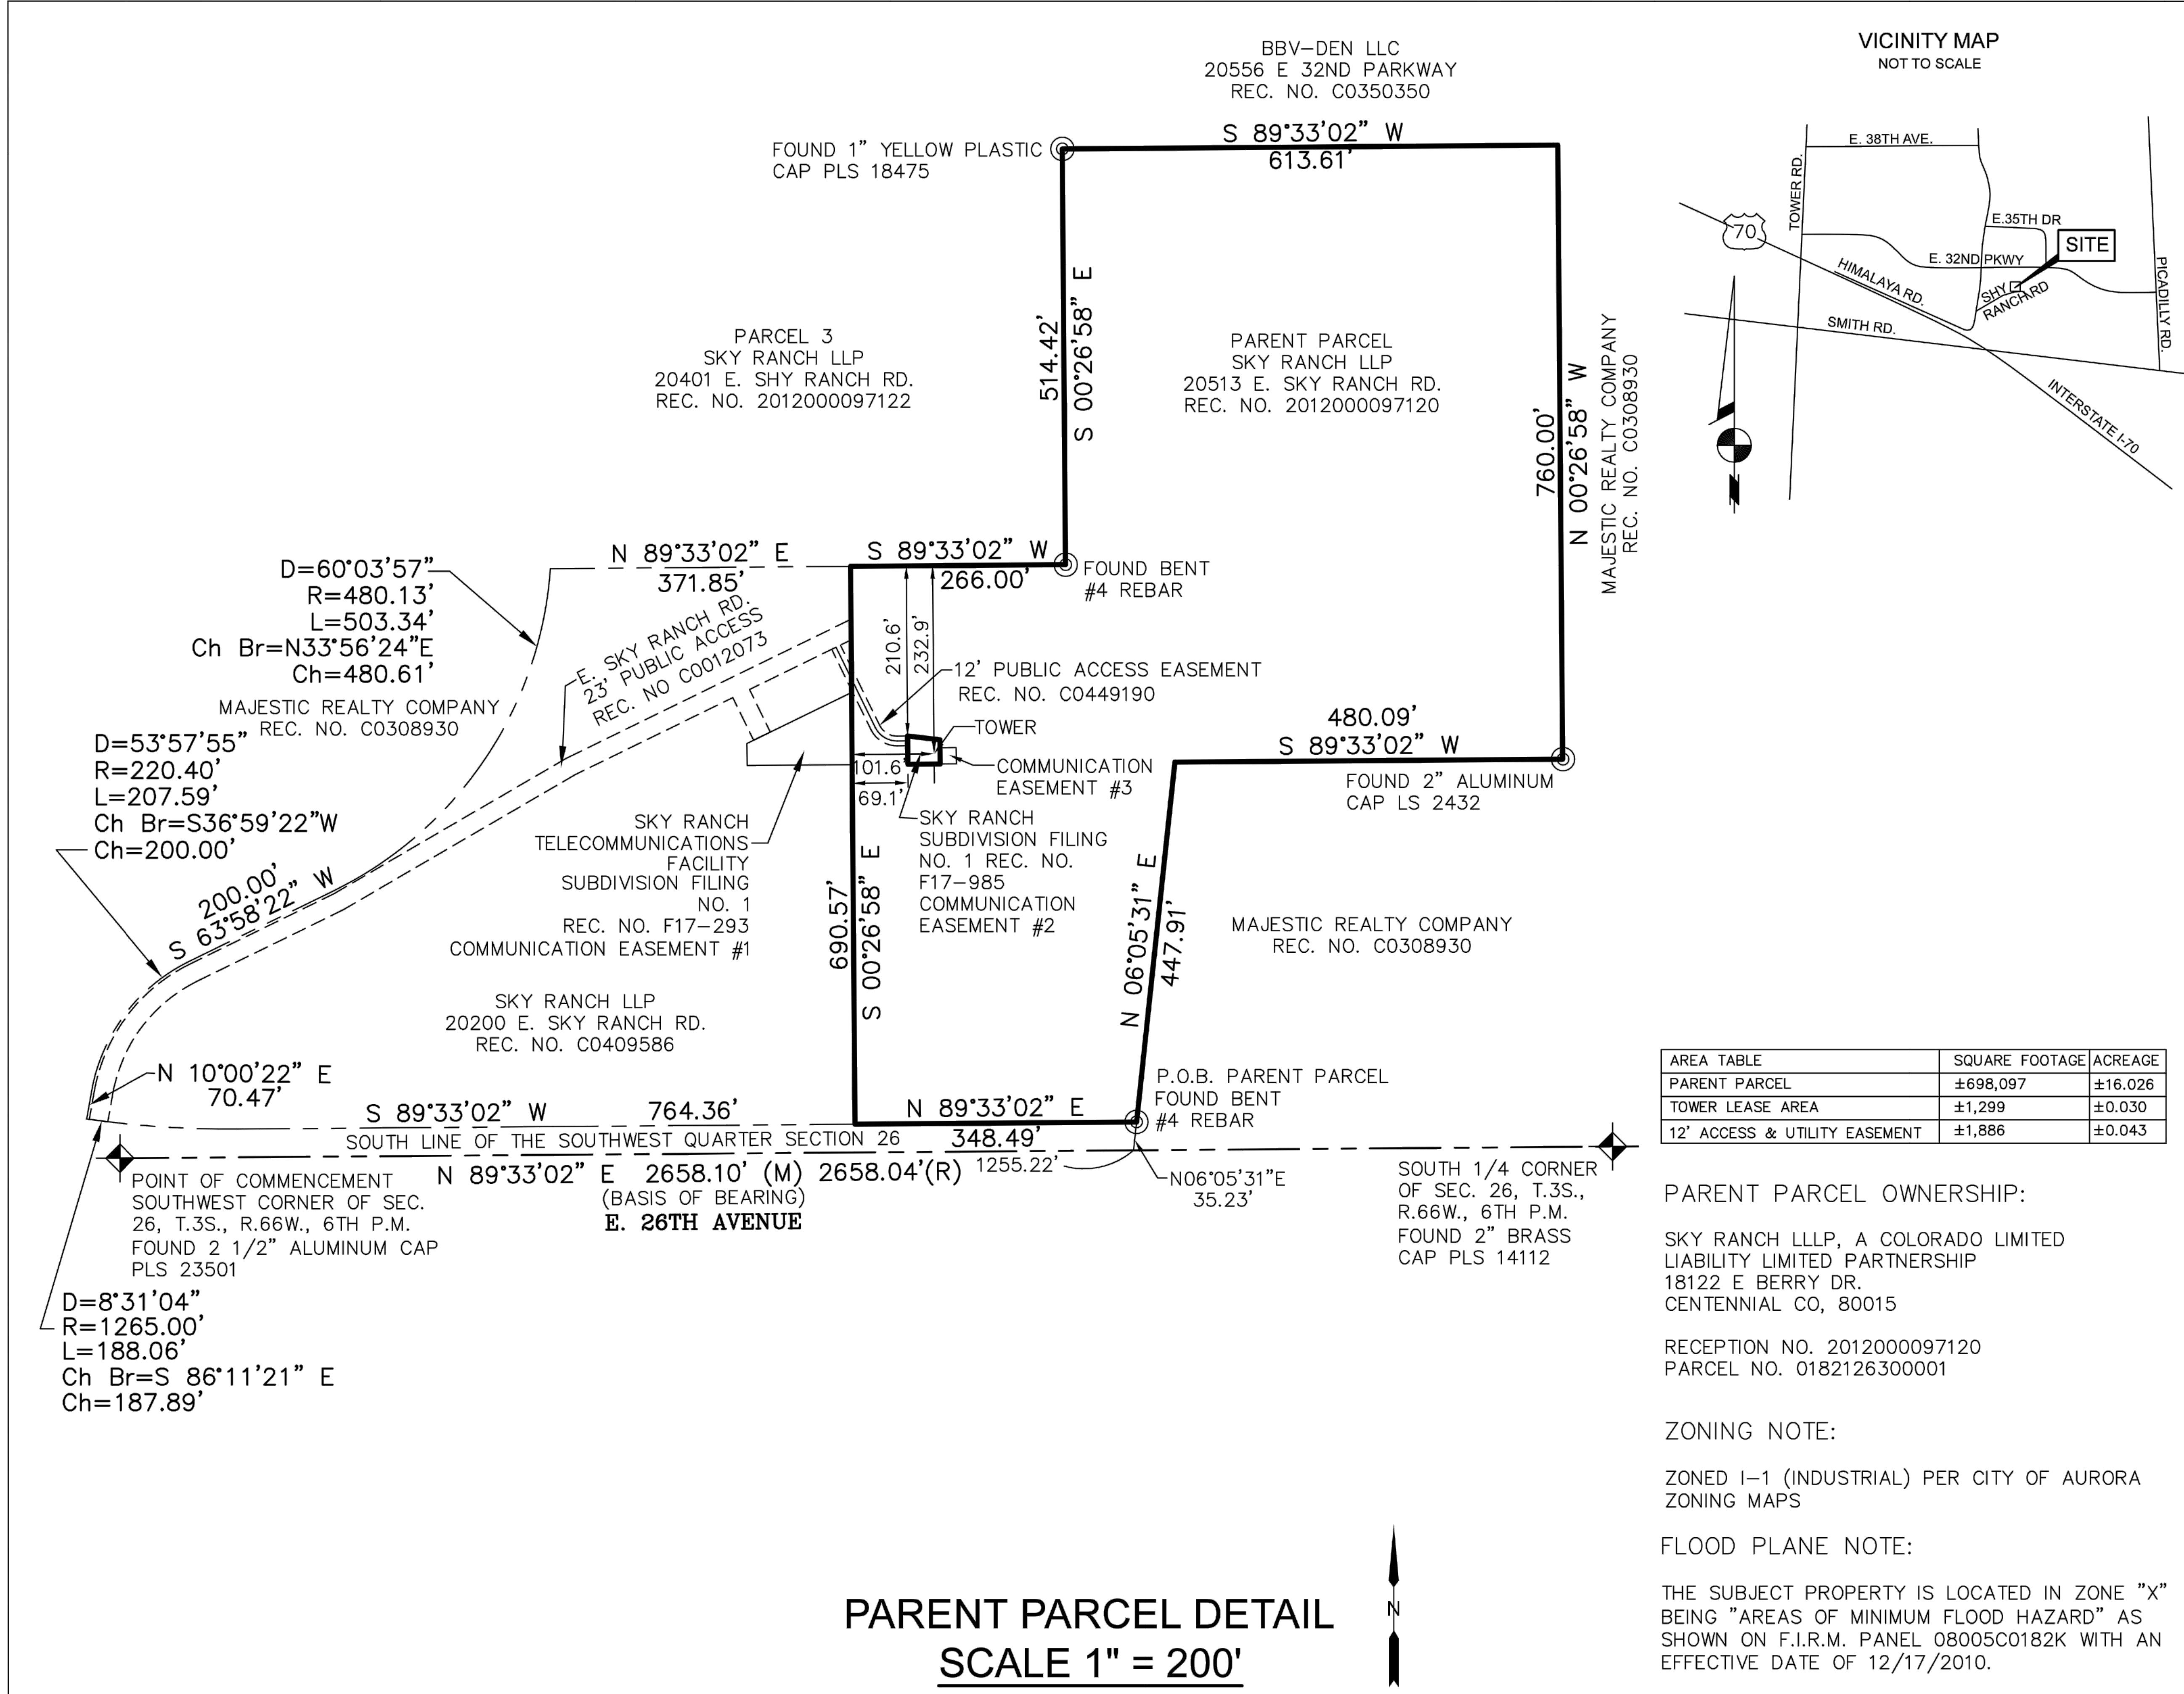 BBV-DEN LLC
20556 E 32ND PARKWAY
REC. NO. C0350350
VICINITY MAP
NOT TO SCALE
E. 38TH AVE.
TOWER RD.
70
E.35TH DR
SITE
E. 32ND PKWY
HIMALAYA RD.
SHY
RANCH RD
SMITH RD.
PICADILLY RD.
INTERSTATE I-70
FOUND 1" YELLOW PLASTIC
CAP PLS 18475
S 89°33'02" W
613.61'
514.42'
S 00°26'58" E
PARCEL 3
SKY RANCH LLP
20401 E. SHY RANCH RD.
REC. NO. 2012000097122
PARENT PARCEL
SKY RANCH LLP
20513 E. SKY RANCH RD.
REC. NO. 2012000097120
760.00'
N 00°26'58" W
MAJESTIC REALTY COMPANY
REC. NO. C0308930
D=60°03'57"
R=480.13'
L=503.34'
Ch Br=N33°56'24"E
Ch=480.61'
N 89°33'02" E
371.85'
S 89°33'02" W
266.00'
FOUND BENT
#4 REBAR
E. SKY RANCH RD.
23' PUBLIC ACCESS
REC. NO C0012073
210.6'
232.9'
12' PUBLIC ACCESS EASEMENT
REC. NO. C0449190
TOWER
MAJESTIC REALTY COMPANY
REC. NO. C0308930
D=53°57'55"
R=220.40'
L=207.59'
Ch Br=S36°59'22"W
Ch=200.00'
101.6'
69.1'
COMMUNICATION
EASEMENT #3
480.09'
S 89°33'02" W
FOUND 2" ALUMINUM
CAP LS 2432
200.00'
S 63°58'22" W
SKY RANCH
TELECOMMUNICATIONS
FACILITY
SUBDIVISION FILING
NO. 1
REC. NO. F17-293
COMMUNICATION EASEMENT #1
SKY RANCH
SUBDIVISION FILING
NO. 1 REC. NO.
F17-985
COMMUNICATION
EASEMENT #2
690.57'
S 00°26'58" E
N 06°05'31" E
447.91'
MAJESTIC REALTY COMPANY
REC. NO. C0308930
SKY RANCH LLP
20200 E. SKY RANCH RD.
REC. NO. C0409586
N 10°00'22" E
70.47'
S 89°33'02" W
764.36'
N 89°33'02" E
348.49'
P.O.B. PARENT PARCEL
FOUND BENT
#4 REBAR
SOUTH LINE OF THE SOUTHWEST QUARTER SECTION 26
N 89°33'02" E 2658.10' (M) 2658.04'(R)
1255.22'
(BASIS OF BEARING)
E. 26TH AVENUE
N06°05'31"E
35.23'
POINT OF COMMENCEMENT
SOUTHWEST CORNER OF SEC.
26, T.3S., R.66W., 6TH P.M.
FOUND 2 1/2" ALUMINUM CAP
PLS 23501
SOUTH 1/4 CORNER
OF SEC. 26, T.3S.,
R.66W., 6TH P.M.
FOUND 2" BRASS
CAP PLS 14112
D=8°31'04"
R=1265.00'
L=188.06'
Ch Br=S 86°11'21" E
Ch=187.89'
AREA TABLE SQUARE FOOTAGE ACREAGE
PARENT PARCEL ±698,097 ±16.026
TOWER LEASE AREA ±1,299 ±0.030
12' ACCESS & UTILITY EASEMENT ±1,886 ±0.043
PARENT PARCEL OWNERSHIP:
SKY RANCH LLLP, A COLORADO LIMITED
LIABILITY LIMITED PARTNERSHIP
18122 E BERRY DR.
CENTENNIAL CO, 80015
RECEPTION NO. 2012000097120
PARCEL NO. 0182126300001
ZONING NOTE:
ZONED I-1 (INDUSTRIAL) PER CITY OF AURORA
ZONING MAPS
FLOOD PLANE NOTE:
THE SUBJECT PROPERTY IS LOCATED IN ZONE "X"
BEING "AREAS OF MINIMUM FLOOD HAZARD" AS
SHOWN ON F.I.R.M. PANEL 08005C0182K WITH AN
EFFECTIVE DATE OF 12/17/2010.
PARENT PARCEL DETAIL
SCALE 1" = 200'
N